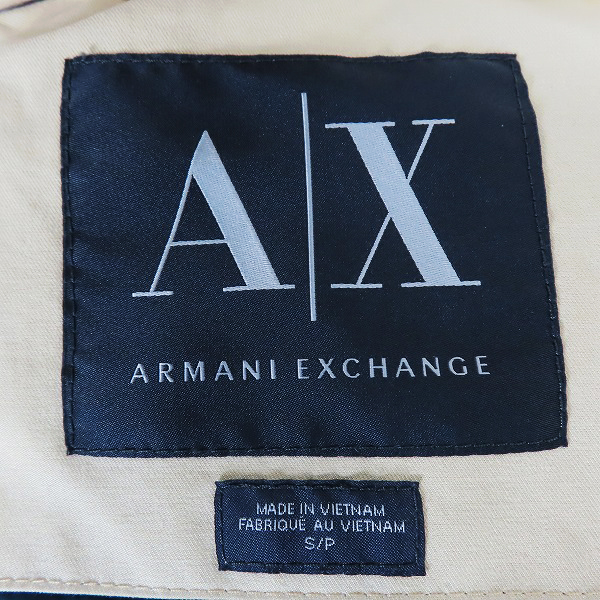 A|X
ARMANI EXCHANGE
MADE IN VIETNAM
FABRIQUÉ AU VIETNAM
S/P